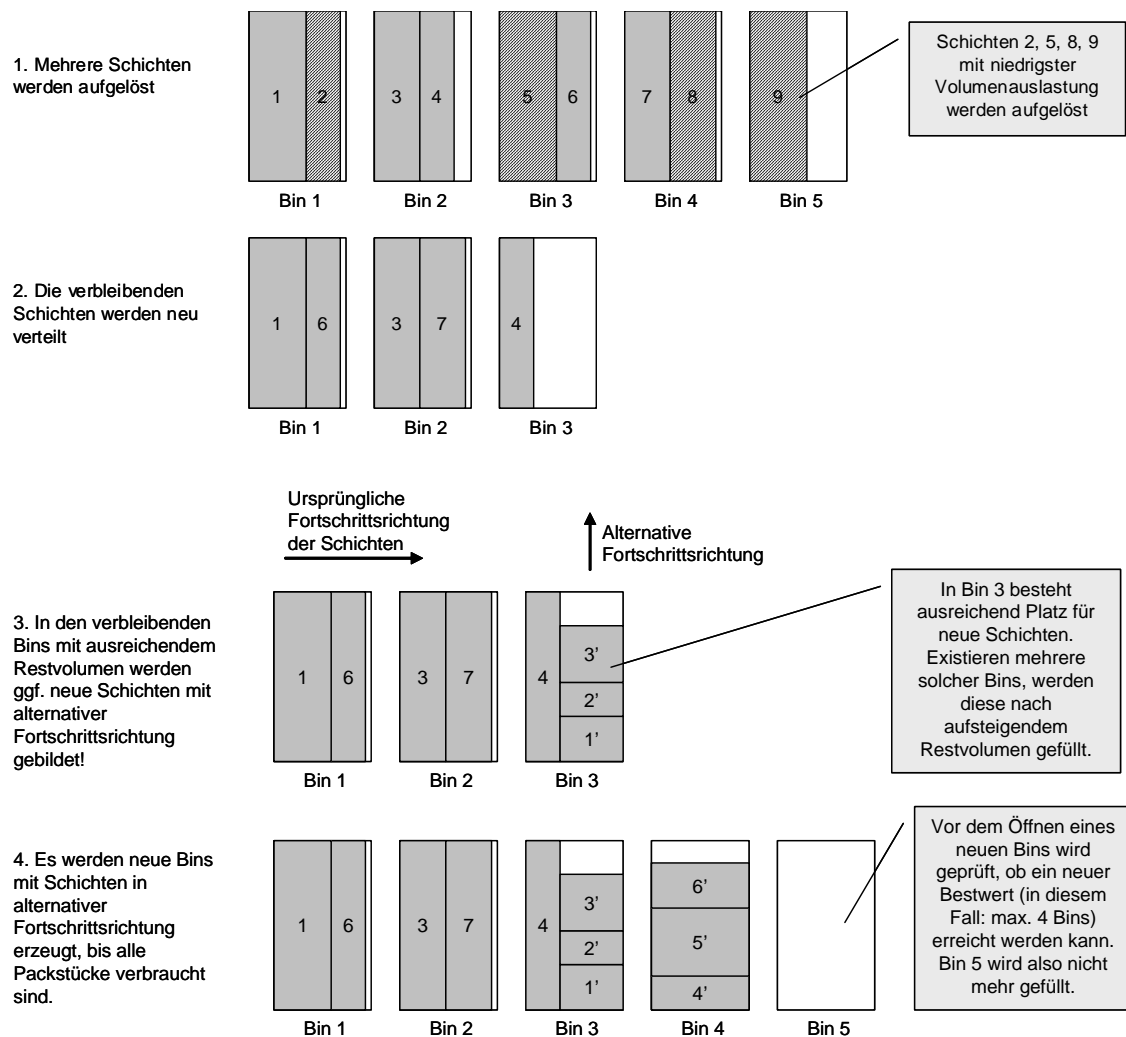 1. Mehrere Schichten
werden aufgelöst
1
2
3
4
5
6
7
8
9
Bin 1
Bin 2
Bin 3
Bin 4
Bin 5
Schichten 2, 5, 8, 9
mit niedrigster
Volumenauslastung
werden aufgelöst
2. Die verbleibenden
Schichten werden neu
verteilt
1
6
3
7
4
Bin 1
Bin 2
Bin 3
Ursprüngliche
Fortschrittsrichtung
der Schichten
Alternative
Fortschrittsrichtung
3. In den verbleibenden
Bins mit ausreichendem
Restvolumen werden
ggf. neue Schichten mit
alternativer
Fortschrittsrichtung
gebildet!
1
6
3
7
4
3'
2'
1'
Bin 1
Bin 2
Bin 3
In Bin 3 besteht
ausreichend Platz für
neue Schichten.
Existieren mehrere
solcher Bins, werden
diese nach
aufsteigendem
Restvolumen gefüllt.
4. Es werden neue Bins
mit Schichten in
alternativer
Fortschrittsrichtung
erzeugt, bis alle
Packstücke verbraucht
sind.
1
6
3
7
4
3'
2'
1'
6'
5'
4'
Bin 1
Bin 2
Bin 3
Bin 4
Bin 5
Vor dem Öffnen eines
neuen Bins wird
geprüft, ob ein neuer
Bestwert (in diesem
Fall: max. 4 Bins)
erreicht werden kann.
Bin 5 wird also nicht
mehr gefüllt.